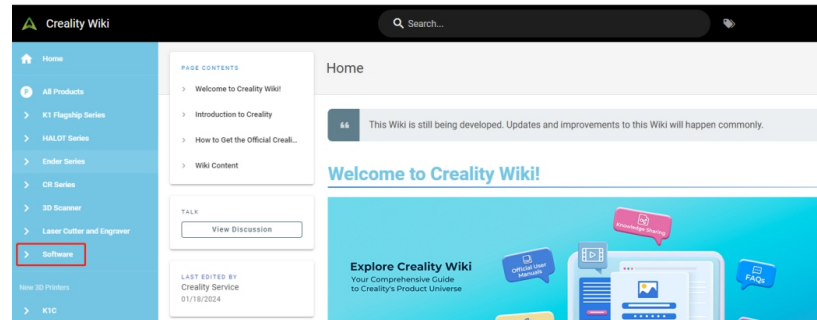 Creality Wiki
Search...
Home
All Products
K1 Flagship Series
HALOT Series
Ender Series
CR Series
3D Scanner
Laser Cutter and Engraver
Software
New 3D Printers
K1C
PAGE CONTENTS
Welcome to Creality Wiki!
Introduction to Creality
How to Get the Official Creali...
Wiki Content
TALK
View Discussion
LAST EDITED BY
Creality Service
01/18/2024
Home
This Wiki is still being developed. Updates and improvements to this Wiki will happen commonly.
Welcome to Creality Wiki!
Explore Creality Wiki
Your Comprehensive Guide
to Creality's Product Universe
Official User
Manuals
Knowledge Sharing
FAQs